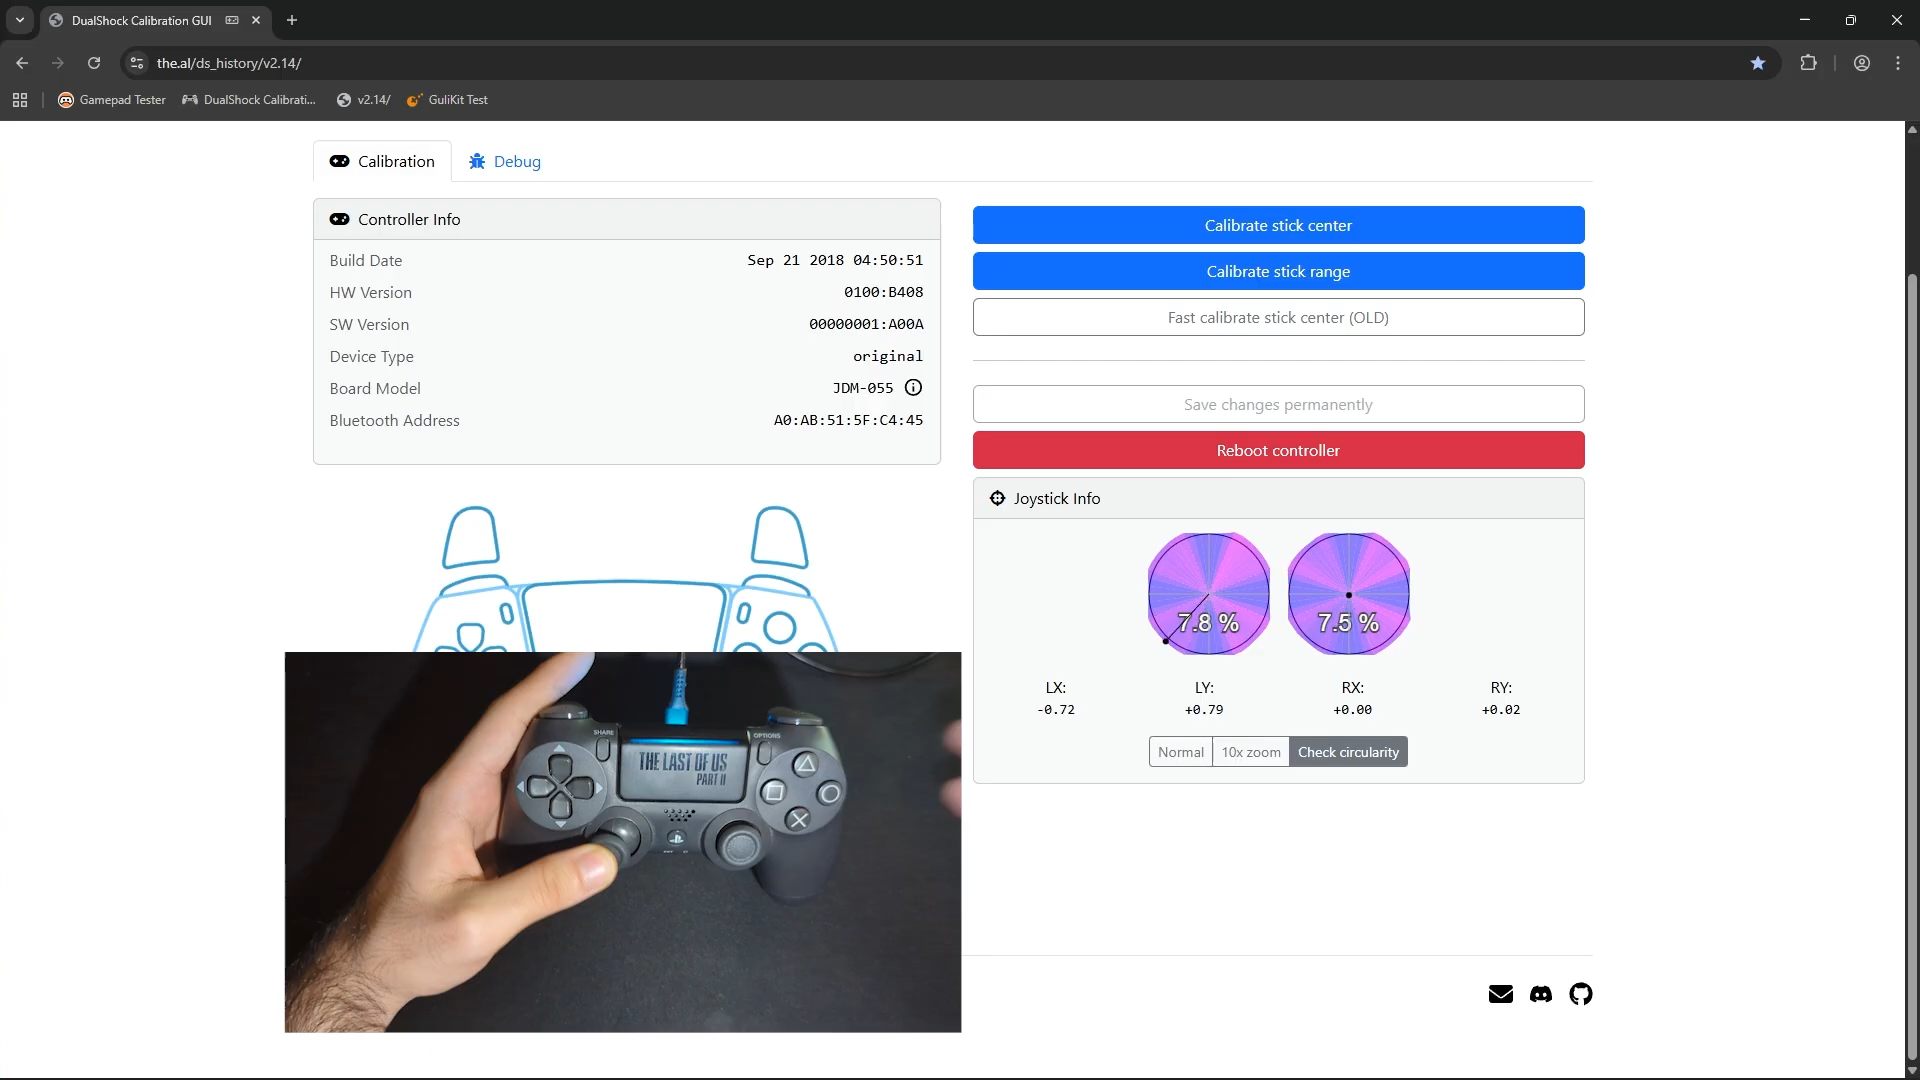 DualShock Calibration GUI
the.al/ds_history/v2.14/
Gamepad Tester
DualShock Calibrati...
v2.14/
GuliKit Test
Calibration
Debug
Controller Info
Build Date
Sep 21 2018 04:50:51
HW Version
0100:B408
SW Version
00000001:A00A
Device Type
original
Board Model
JDM-055
Bluetooth Address
A0:AB:51:5F:C4:45
Calibrate stick center
Calibrate stick range
Fast calibrate stick center (OLD)
Save changes permanently
Reboot controller
Joystick Info
7.8 %
7.5 %
LX:
LY:
RX:
RY:
-0.72
+0.79
+0.00
+0.02
Normal
10x zoom
Check circularity
SHARE
OPTIONS
THE LAST OF US
PART II